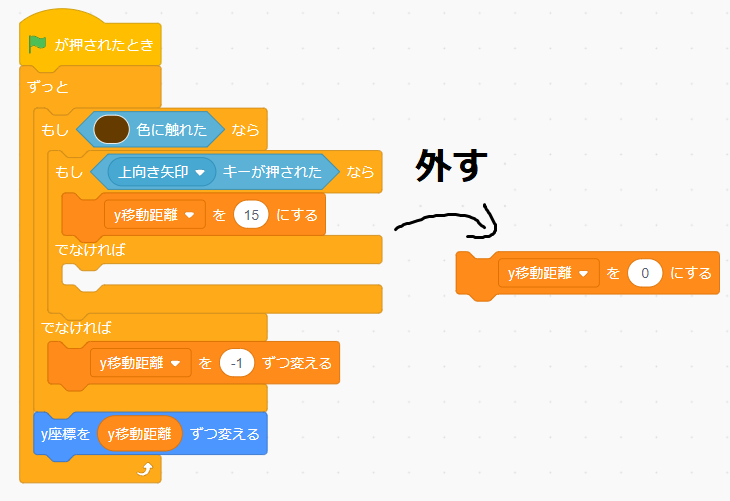 が押されたとき
ずっと
もし 色に触れた なら
もし 上向き矢印 キーが押された なら
外す
y移動距離 を 15 にする
でなければ
y移動距離 を 0 にする
でなければ
y移動距離 を -1 ずつ変える
y座標を y移動距離 ずつ変える